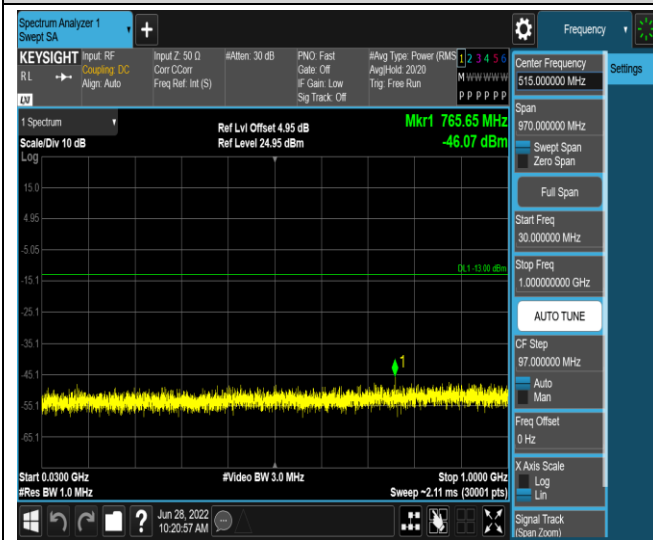 Spectrum Analyzer 1
Swept SA
+
Frequency
KEYSIGHT
RL
LXI
Input: RF
Coupling: DC
Align: Auto
Input Z: 50 Ω
Corr CCorr
Freq Ref: Int (S)
#Atten: 30 dB
PNO: Fast
Gate: Off
IF Gain: Low
Sig Track: Off
#Avg Type: Power (RMS
Avg|Hold: 20/20
Trig: Free Run
1 2 3 4 5 6
M W W W W W
P P P P P P
1 Spectrum
Scale/Div 10 dB
Log
Ref Lvl Offset 4.95 dB
Ref Level 24.95 dBm
Mkr1 765.65 MHz
-46.07 dBm
15.0
4.95
-5.05
-15.1
-25.1
-35.1
-45.1
-55.1
-65.1
DL1 -13.00 dBm
1
Start 0.0300 GHz
#Res BW 1.0 MHz
#Video BW 3.0 MHz
Stop 1.0000 GHz
Sweep ~2.11 ms (30001 pts)
?
Jun 28, 2022
10:20:57 AM
Center Frequency
515.000000 MHz
Settings
Span
970.000000 MHz
Swept Span
Zero Span
Full Span
Start Freq
30.000000 MHz
Stop Freq
1.000000000 GHz
AUTO TUNE
CF Step
97.000000 MHz
Auto
Man
Freq Offset
0 Hz
X Axis Scale
Log
Lin
Signal Track
(Span Zoom)